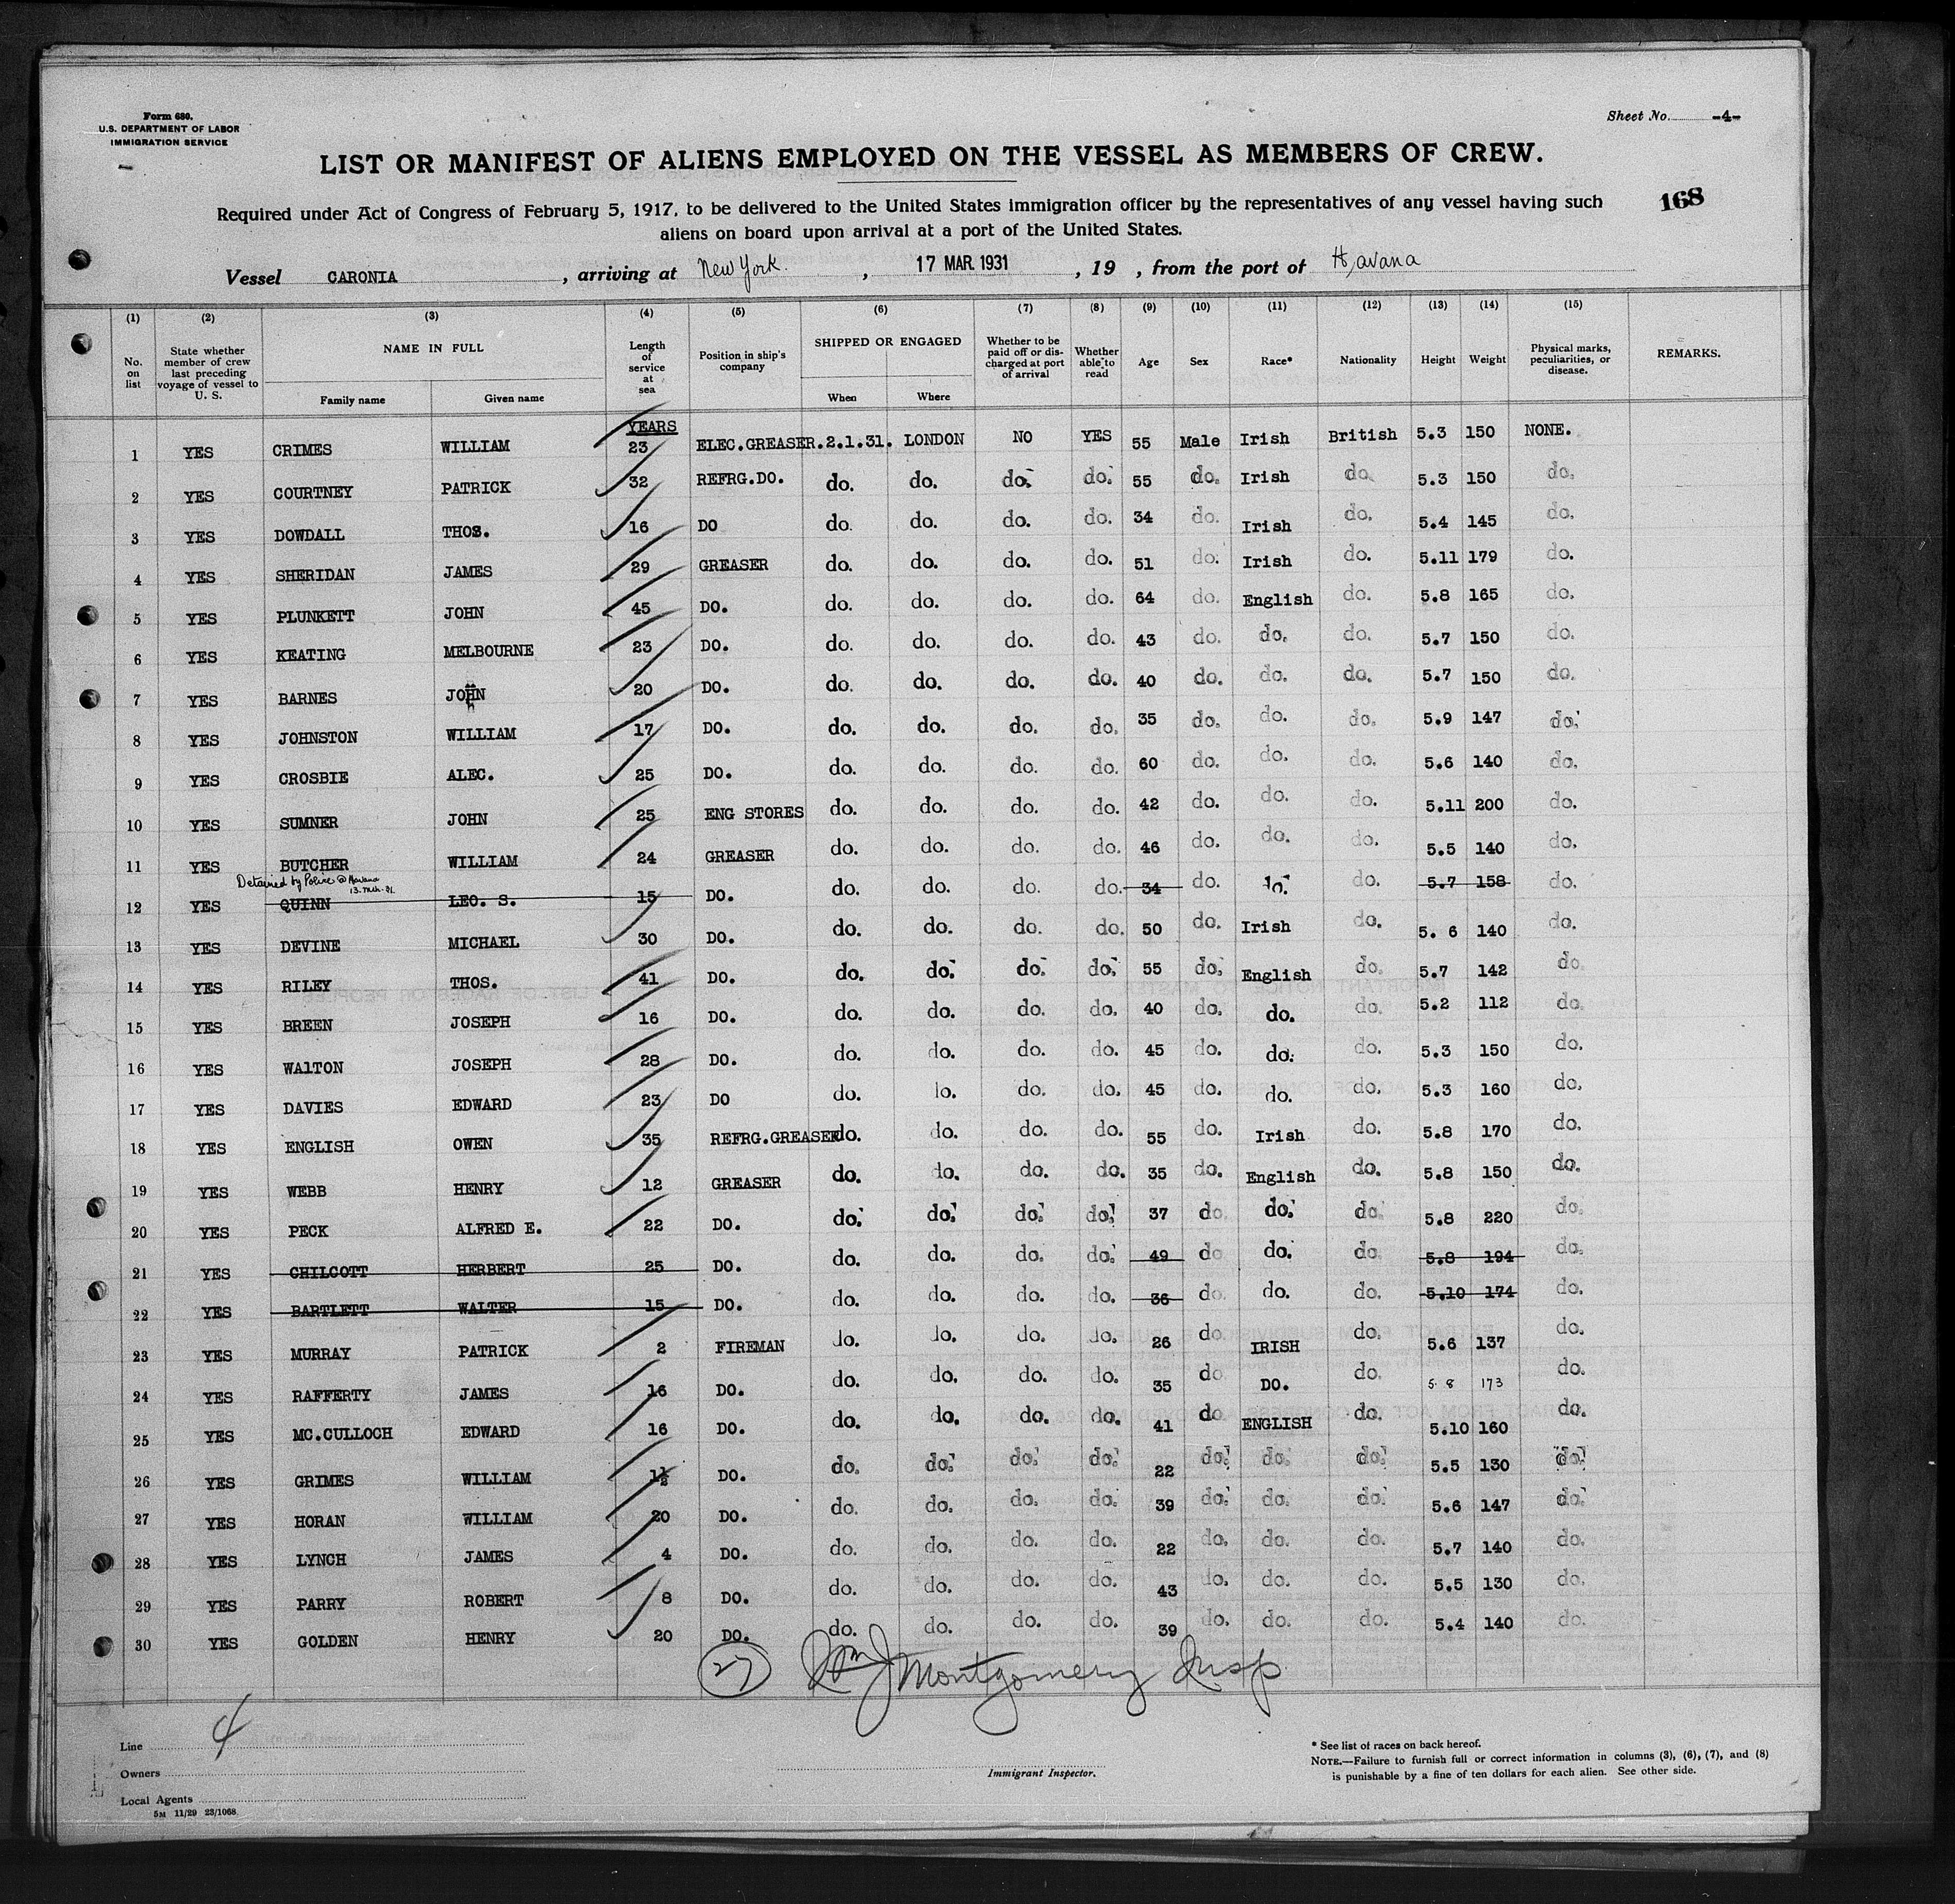 Form 680.
U.S. DEPARTMENT OF LABOR
IMMIGRATION SERVICE
Sheet No. -4-
LIST OR MANIFEST OF ALIENS EMPLOYED ON THE VESSEL AS MEMBERS OF CREW.
168
Required under Act of Congress of February 5, 1917, to be delivered to the United States immigration officer by the representatives of any vessel having such
aliens on board upon arrival at a port of the United States.
Vessel CARONIA, arriving at New York., 17 MAR. 1931, 19 , from the port of Havana
(1) (2) (3) (4) (5) (6) (7) (8) (9) (10) (11) (12) (13) (14) (15)
No. on list | State whether member of crew last preceding voyage of vessel to U. S. | NAME IN FULL | Length of service at sea | Position in ship's company | SHIPPED OR ENGAGED | Whether to be paid off or discharged at port of arrival | Whether able to read | Age | Sex | Race* | Nationality | Height | Weight | Physical marks, peculiarities, or disease. | REMARKS.
Family name Given name When Where
YEARS
1 YES CRIMES WILLIAM 23 ELEC.GREASER.2.1.31. LONDON NO YES 55 Male Irish British 5.3 150 NONE.
2 YES COURTNEY PATRICK 32 REFRG.DO. do. do. do. do. 55 do. Irish do. 5.3 150 do.
3 YES DOWDALL THOS. 16 DO do. do. do. do. 34 do. Irish do. 5.4 145 do.
4 YES SHERIDAN JAMES 29 GREASER do. do. do. do. 51 do. Irish do. 5.11 179 do.
5 YES PLUNKETT JOHN 45 DO. do. do. do. do. 64 do. English do. 5.8 165 do.
6 YES KEATING MELBOURNE 23 DO. do. do. do. do. 43 do. do. do. 5.7 150 do.
7 YES BARNES JOHN 20 DO. do. do. do. do. 40 do. do. do. 5.7 150 do.
8 YES JOHNSTON WILLIAM 17 DO. do. do. do. do. 35 do. do. do. 5.9 147 do.
9 YES CROSBIE ALEC. 25 DO. do. do. do. do. 60 do. do. do. 5.6 140 do.
10 YES SUMNER JOHN 25 ENG STORES do. do. do. do. 42 do. do. do. 5.11 200 do.
11 YES BUTCHER WILLIAM 24 GREASER do. do. do. do. 46 do. do. do. 5.5 140 do.
Detained by Police @ Havana
13. Mch. 31.
12 YES QUINN LEO. S. 15 DO. do. do. do. do. 34 do. do. do. 5.7 158 do.
13 YES DEVINE MICHAEL 30 DO. do. do. do. do. 50 do. Irish do. 5. 6 140 do.
14 YES RILEY THOS. 41 DO. do. do. do. do. 55 do. English do. 5.7 142 do.
15 YES BREEN JOSEPH 16 DO. do. do. do. do. 40 do. do. do. 5.2 112 do.
16 YES WAlTON JOSEPH 28 DO. do. do. do. do. 45 do. do. do. 5.3 150 do.
17 YES DAVIES EDWARD 23 DO do. do. do. do. 45 do. do. do. 5.3 160 do.
18 YES ENGLISH OWEN 35 REFRG.GREASER do. do. do. do. 55 do. Irish do. 5.8 170 do.
19 YES WEBB HENRY 12 GREASER do. do. do. do. 35 do. English do. 5.8 150 do.
20 YES PECK ALFRED E. 22 DO. do. do. do. do. 37 do. do. do. 5.8 220 do.
21 YES CHILCOTT HERBERT 25 DO. do. do. do. do. 49 do do. do. 5.8 194 do.
22 YES BARTLETT WALTER 15 DO. do. do. do. do. 36 do. do. do. 5.10 174 do.
23 YES MURRAY PATRICK 2 FIREMAN do. do. do. do. 26 do. IRISH do. 5.6 137 do.
24 YES RAFFERTY JAMES 16 DO. do. do. do. do. 35 do. DO. do. 5.8 173 do.
25 YES MC.CULLOCH EDWARD 16 DO. do. do. do. do. 41 do. ENGLISH do. 5.10 160 do.
26 YES GRIMES WILLIAM 1½ DO. do. do. do. do. 22 do. do. do. 5.5 130 do.
27 YES HORAN WILLIAM 20 DO. do. do. do. do. 39 do. do. do. 5.6 147 do.
28 YES LYNCH JAMES 4 DO. do. do. do. do. 22 do. do. do. 5.7 140 do.
29 YES PARRY ROBERT 8 DO. do. do. do. do. 43 do. do. do. 5.5 130 do.
30 YES GOLDEN HENRY 20 DO. do. do. do. do. 39 do. do. do. 5.4 140 do.
27 Wm J Montgomery Insp
Line 4
Owners
Local Agents
5M 11/29 23/1068
Immigrant Inspector.
* See list of races on back hereof.
NOTE.—Failure to furnish full or correct information in columns (3), (6), (7), and (8)
is punishable by a fine of ten dollars for each alien. See other side.